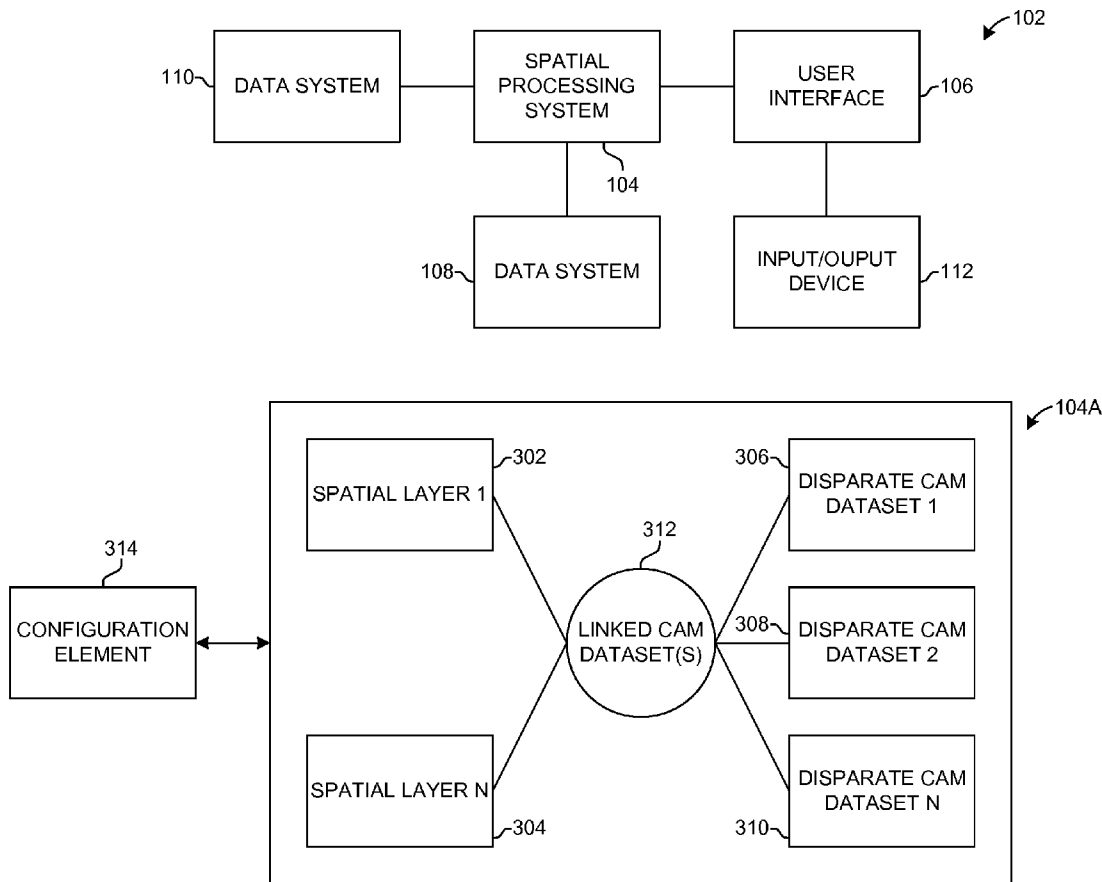 102
110
DATA SYSTEM
SPATIAL
PROCESSING
SYSTEM
USER
INTERFACE
106
104
108
DATA SYSTEM
INPUT/OUPUT
DEVICE
112
104A
302
SPATIAL LAYER 1
306
DISPARATE CAM
DATASET 1
314
CONFIGURATION
ELEMENT
312
LINKED CAM
DATASET(S)
308
DISPARATE CAM
DATASET 2
SPATIAL LAYER N
304
DISPARATE CAM
DATASET N
310